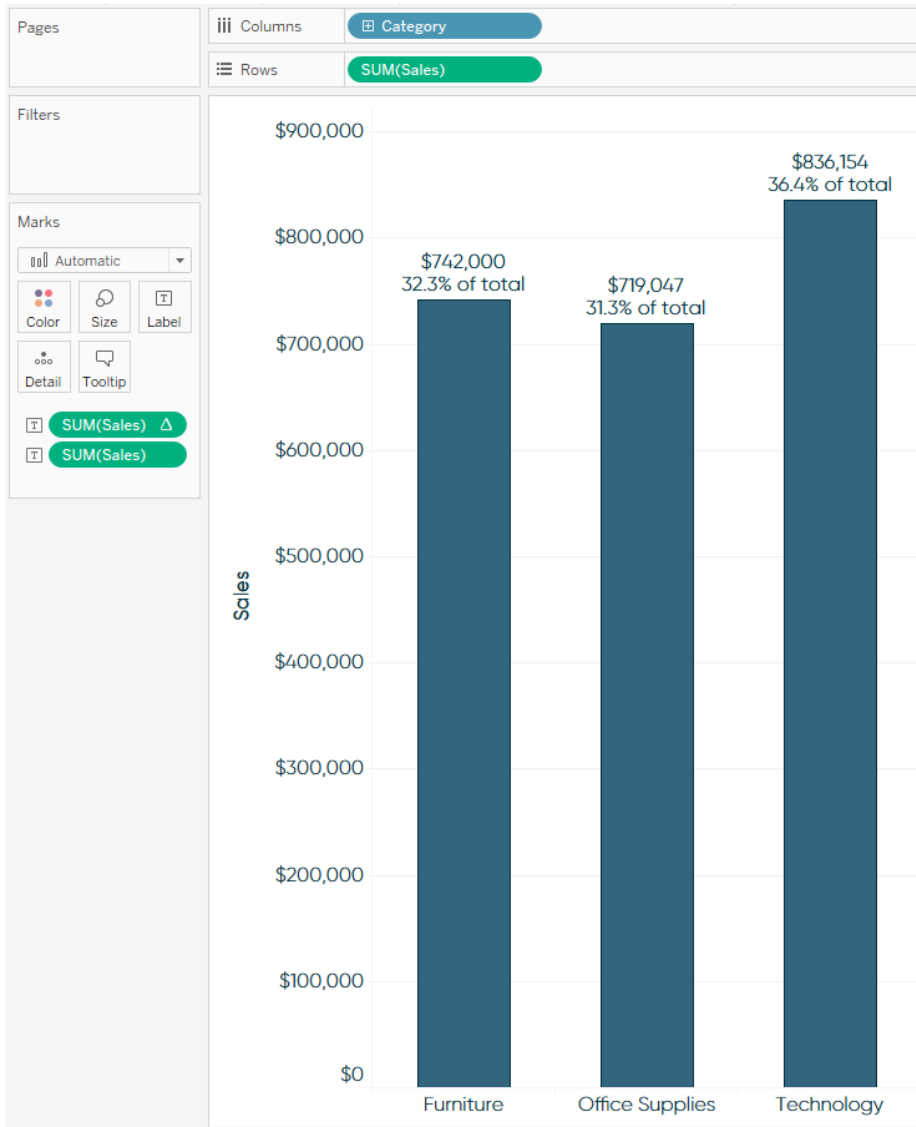 Pages
Columns
Category
Rows
SUM(Sales)
Filters
Marks
Automatic
Color
Size
T
Label
Detail
Tooltip
T SUM(Sales) Δ
T SUM(Sales)
$900,000
$800,000
$700,000
$600,000
$500,000
$400,000
$300,000
$200,000
$100,000
$0
Sales
$742,000
32.3% of total
$719,047
31.3% of total
$836,154
36.4% of total
Furniture
Office Supplies
Technology